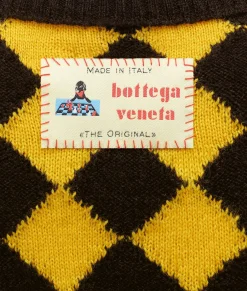 MADE IN ITALY
bottega
veneta
«THE ORIGINAL»